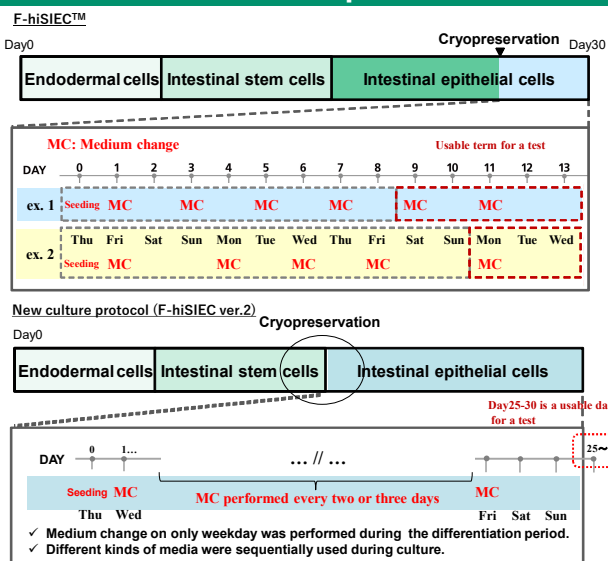 F-hiSIEC™
Cryopreservation
Day0
Day30
Endodermal cells Intestinal stem cells Intestinal epithelial cells
MC: Medium change
Usable term for a test
DAY 0 1 2 3 4 5 6 7 8 9 10 11 12 13
ex. 1 Seeding MC MC MC MC MC MC
Thu Fri Sat Sun Mon Tue Wed Thu Fri Sat Sun Mon Tue Wed
ex. 2 Seeding MC MC MC MC MC
New culture protocol (F-hiSIEC ver.2)
Cryopreservation
Day0
Endodermal cells Intestinal stem cells Intestinal epithelial cells
Day25-30 is a usable da
for a test
DAY 0 1… … // … 25~
Seeding MC MC performed every two or three days MC
Thu Wed Fri Sat Sun
✓ Medium change on only weekday was performed during the differentiation period.
✓ Different kinds of media were sequentially used during culture.